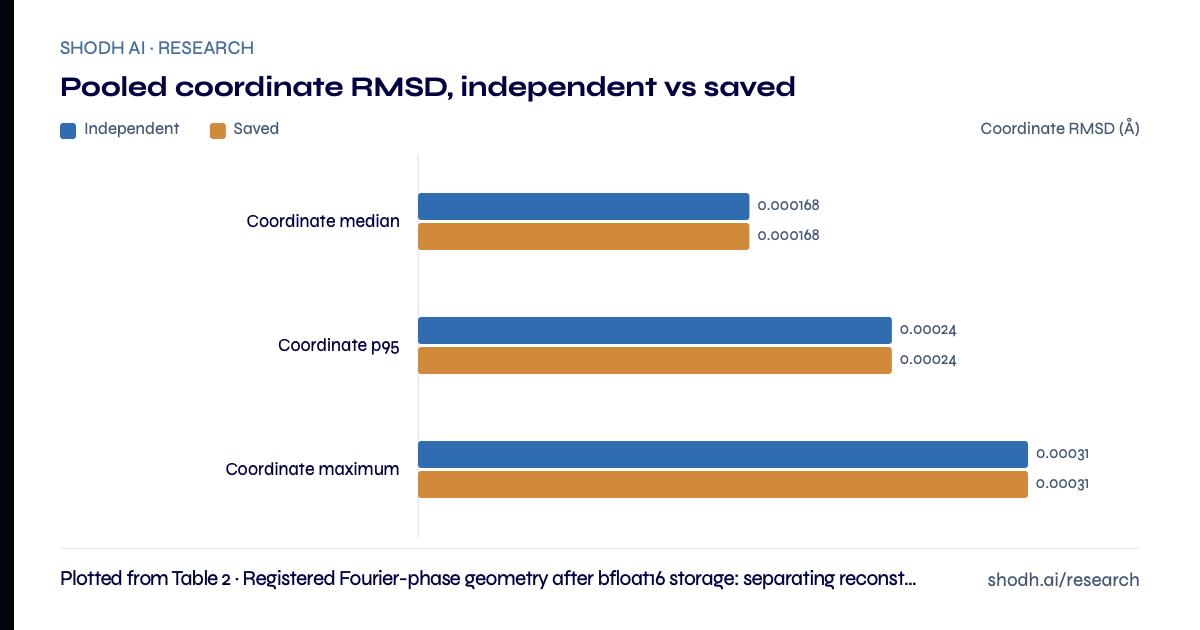 SHODH AI · RESEARCH
Pooled coordinate RMSD, independent vs saved
Independent Saved Coordinate RMSD (Å)
Coordinate median 0.000168
0.000168
Coordinate p95 0.00024
0.00024
Coordinate maximum 0.00031
0.00031
Plotted from Table 2 · Registered Fourier-phase geometry after bfloat16 storage: separating reconst... shodh.ai/research